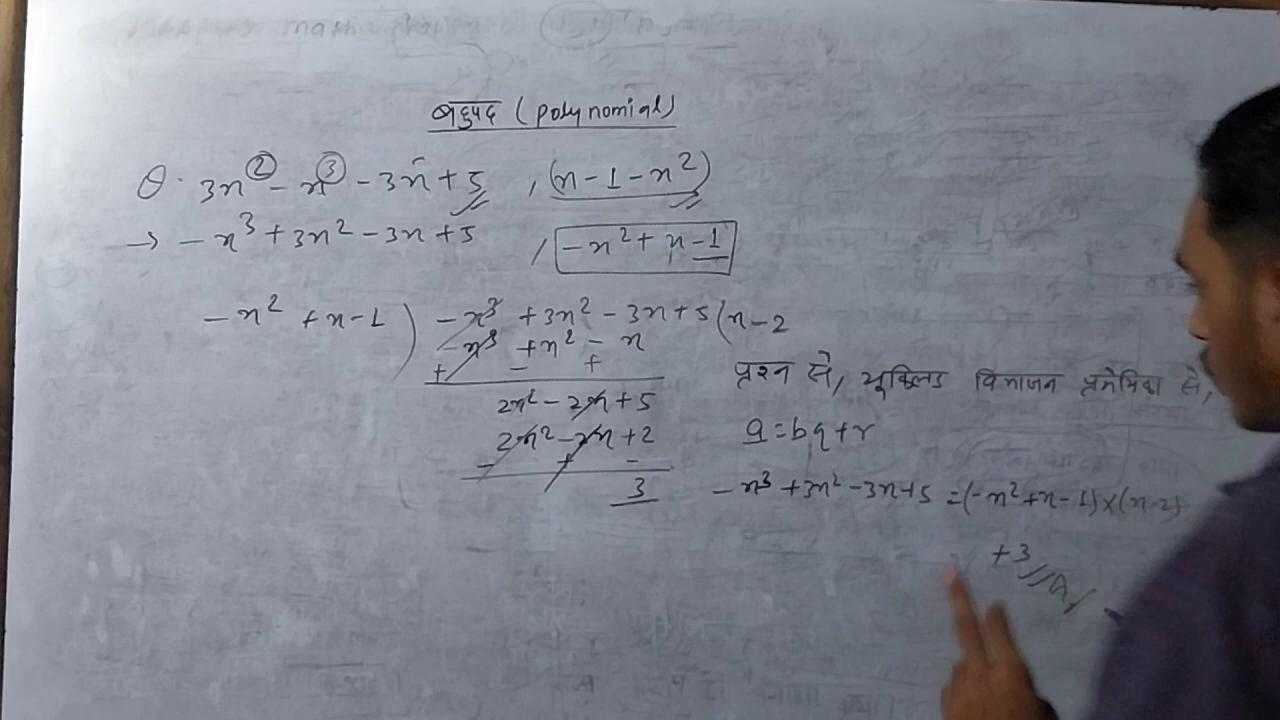 बहुपद (polynomial)
Q. 3x² - x³ - 3x + 5 , (x - 1 - x²)
→ - x³ + 3x² - 3x + 5 , - x² + x - 1
- x² + x - 1 ) - x³ + 3x² - 3x + 5 ( x - 2
- x³ + x² - x
+ - +
2x² - 2x + 5
2x² - 2x + 2
- + -
3
प्रश्न से, यूक्लिड विभाजन प्रमेयिका से,
a = bq + r
- x³ + 3x² - 3x + 5 = (- x² + x - 1) × (x - 2)
+ 3